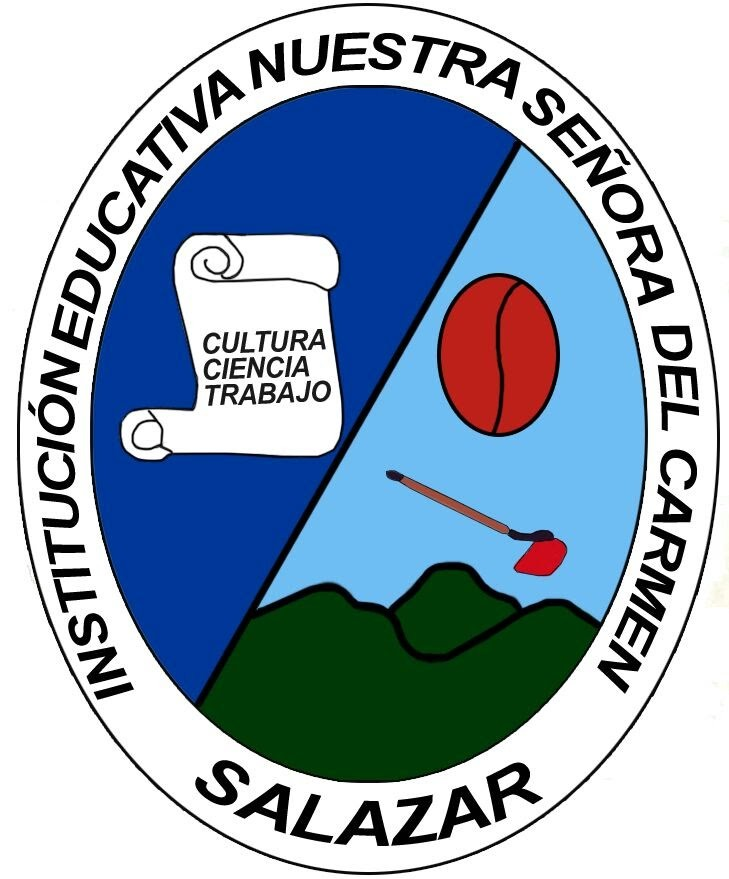 INSTITUCIÓN EDUCATIVA NUESTRA SEÑORA DEL CARMEN
CULTURA
CIENCIA
TRABAJO
SALAZAR